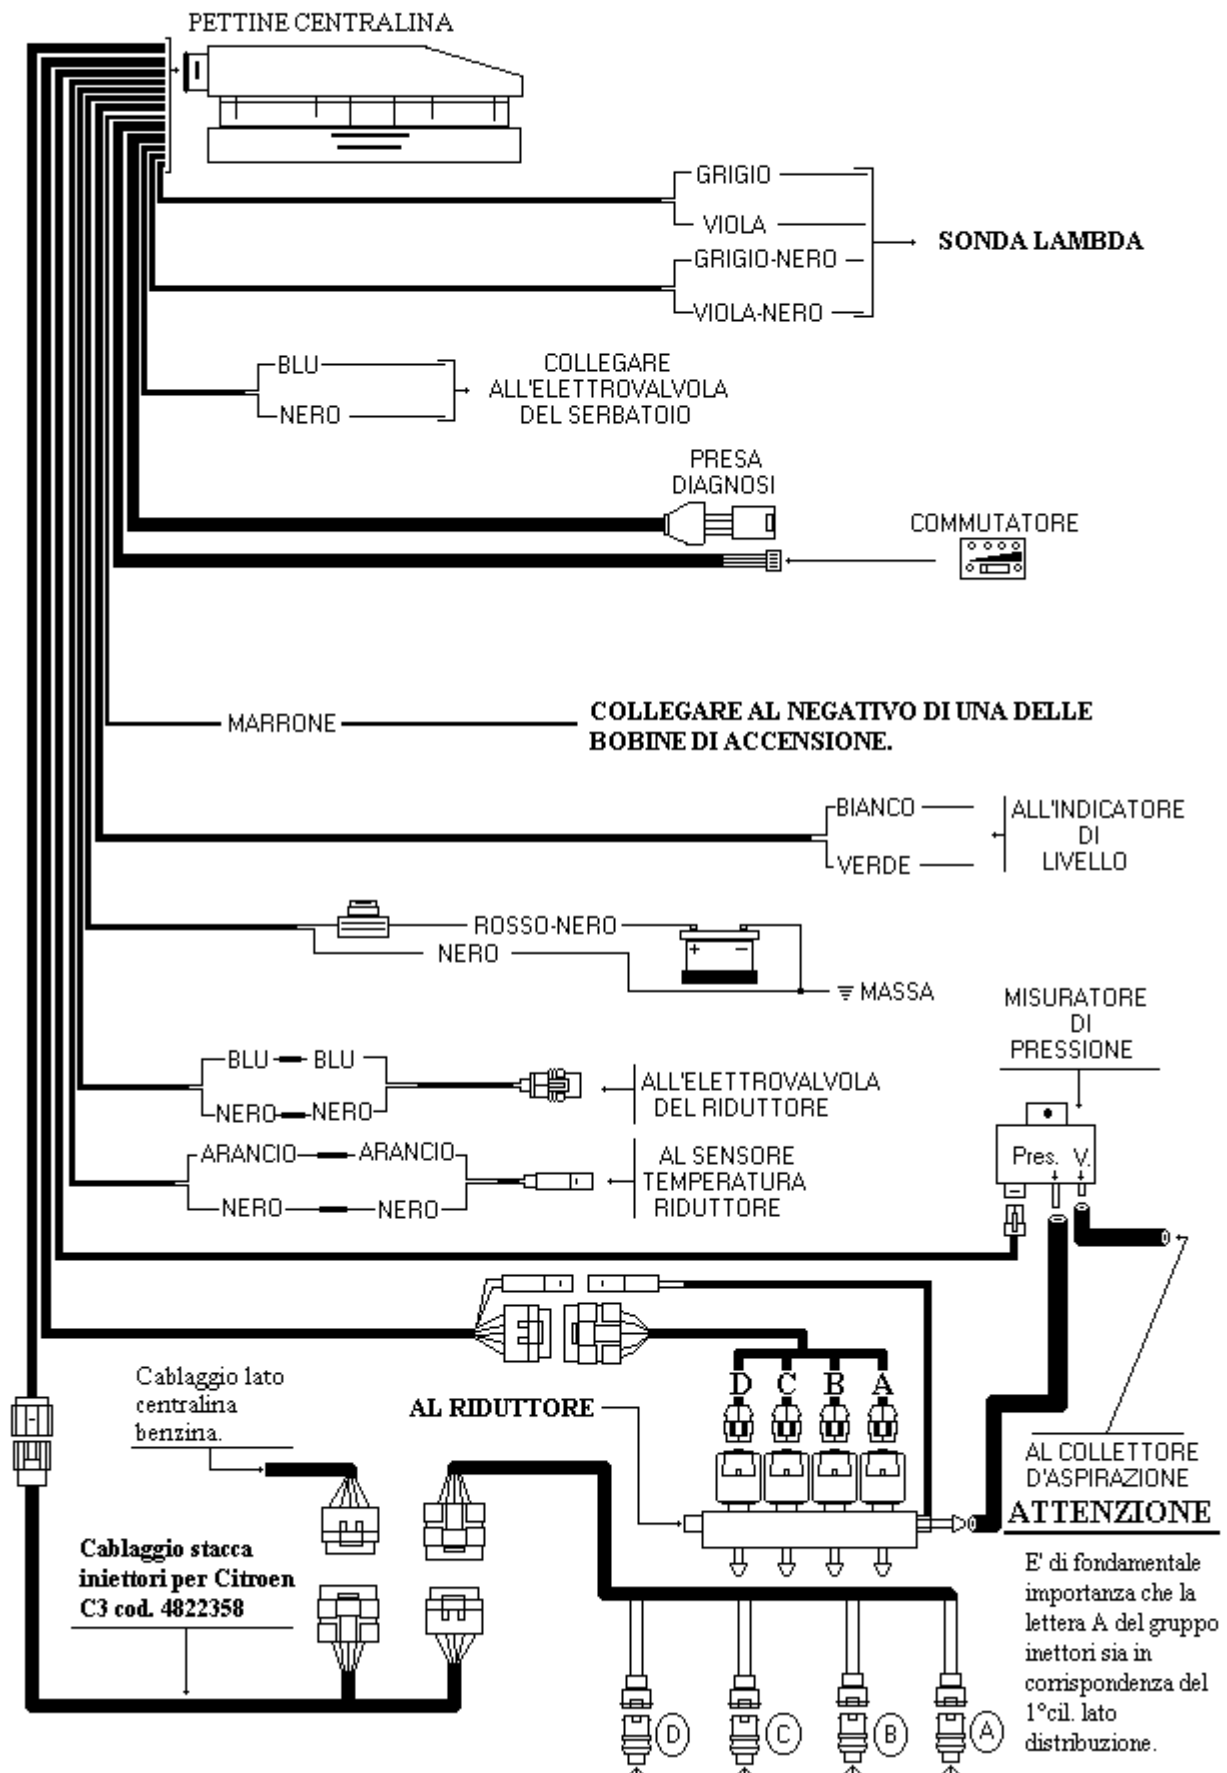 PETTINE CENTRALINA
GRIGIO
VIOLA
SONDA LAMBDA
GRIGIO-NERO
VIOLA-NERO
BLU
NERO
COLLEGARE
ALL'ELETTROVALVOLA
DEL SERBATOIO
PRESA
DIAGNOSI
COMMUTATORE
MARRONE
COLLEGARE AL NEGATIVO DI UNA DELLE
BOBINE DI ACCENSIONE.
BIANCO
VERDE
ALL'INDICATORE
DI
LIVELLO
ROSSO-NERO
NERO
+ −
MASSA
MISURATORE
DI
PRESSIONE
BLU BLU
NERO NERO
ALL'ELETTROVALVOLA
DEL RIDUTTORE
Pres. V.
ARANCIO ARANCIO
NERO NERO
AL SENSORE
TEMPERATURA
RIDUTTORE
Cablaggio lato
centralina
benzina.
D C B A
AL RIDUTTORE
AL COLLETTORE
D'ASPIRAZIONE
ATTENZIONE
Cablaggio stacca
iniettori per Citroen
C3 cod. 4822358
E' di fondamentale
importanza che la
lettera A del gruppo
inettori sia in
corrispondenza del
1°cil. lato
distribuzione.
D C B A